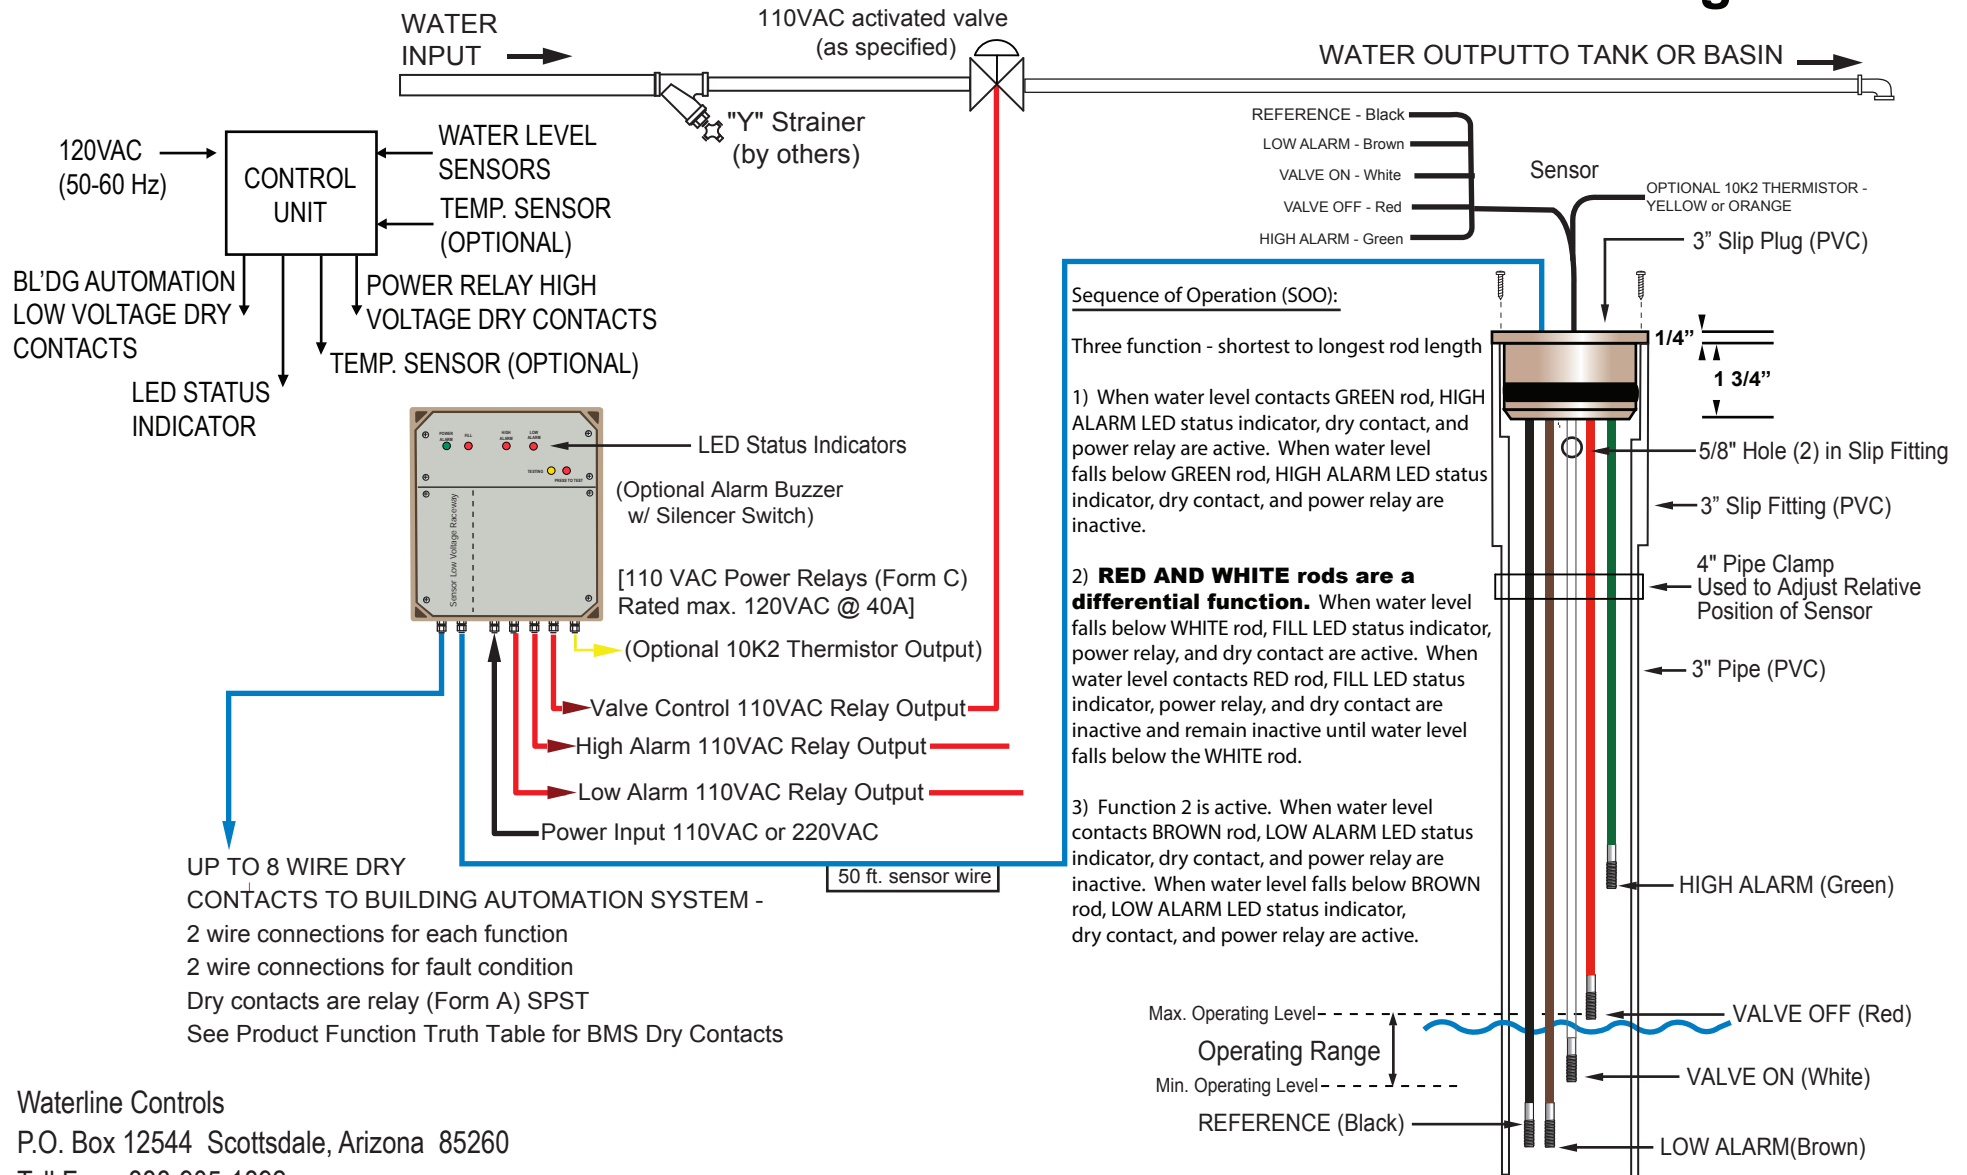 WATER
INPUT
110VAC activated valve
(as specified)
WATER OUTPUTTO TANK OR BASIN
"Y" Strainer
(by others)
120VAC
(50-60 Hz)
CONTROL
UNIT
WATER LEVEL
SENSORS
TEMP. SENSOR
(OPTIONAL)
BL'DG AUTOMATION
LOW VOLTAGE DRY
CONTACTS
POWER RELAY HIGH
VOLTAGE DRY CONTACTS
TEMP. SENSOR (OPTIONAL)
LED STATUS
INDICATOR
REFERENCE - Black
LOW ALARM - Brown
VALVE ON - White
VALVE OFF - Red
HIGH ALARM - Green
Sensor
OPTIONAL 10K2 THERMISTOR -
YELLOW or ORANGE
3” Slip Plug (PVC)
1/4”
1 3/4”
5/8" Hole (2) in Slip Fitting
3” Slip Fitting (PVC)
4" Pipe Clamp
Used to Adjust Relative
Position of Sensor
3" Pipe (PVC)
HIGH ALARM (Green)
VALVE OFF (Red)
VALVE ON (White)
LOW ALARM(Brown)
REFERENCE (Black)
Max. Operating Level
Operating Range
Min. Operating Level
Sequence of Operation (SOO):
Three function - shortest to longest rod length
1) When water level contacts GREEN rod, HIGH
ALARM LED status indicator, dry contact, and
power relay are active. When water level
falls below GREEN rod, HIGH ALARM LED status
indicator, dry contact, and power relay are
inactive.
2) RED AND WHITE rods are a
differential function. When water level
falls below WHITE rod, FILL LED status indicator,
power relay, and dry contact are active. When
water level contacts RED rod, FILL LED status
indicator, power relay, and dry contact are
inactive and remain inactive until water level
falls below the WHITE rod.
3) Function 2 is active. When water level
contacts BROWN rod, LOW ALARM LED status
indicator, dry contact, and power relay are
inactive. When water level falls below BROWN
rod, LOW ALARM LED status indicator,
dry contact, and power relay are active.
POWER
ALARM
FILL
HIGH
ALARM
LOW
ALARM
TESTING
PRESS TO TEST
Sensor Low Voltage Raceway
LED Status Indicators
(Optional Alarm Buzzer
w/ Silencer Switch)
[110 VAC Power Relays (Form C)
Rated max. 120VAC @ 40A]
(Optional 10K2 Thermistor Output)
Valve Control 110VAC Relay Output
High Alarm 110VAC Relay Output
Low Alarm 110VAC Relay Output
Power Input 110VAC or 220VAC
50 ft. sensor wire
UP TO 8 WIRE DRY
CONTACTS TO BUILDING AUTOMATION SYSTEM -
2 wire connections for each function
2 wire connections for fault condition
Dry contacts are relay (Form A) SPST
See Product Function Truth Table for BMS Dry Contacts
Waterline Controls
P.O. Box 12544 Scottsdale, Arizona 85260